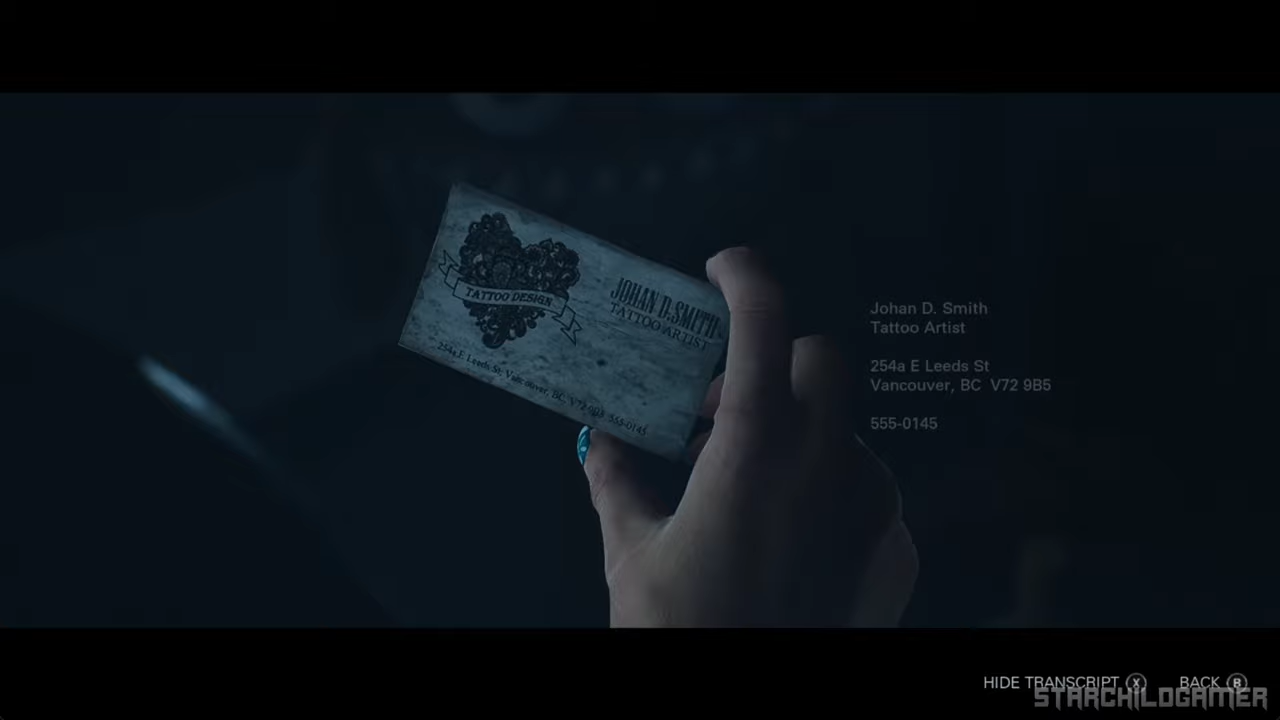 TATTOO DESIGN
JOHAN D.SMITH
TATTOO ARTIST
254a E Leeds St, Vancouver, BC, V72 9B5 555-0145
Johan D. Smith
Tattoo Artist
254a E Leeds St
Vancouver, BC V72 9B5
555-0145
HIDE TRANSCRIPT X
BACK B
STARCHILDGAMER